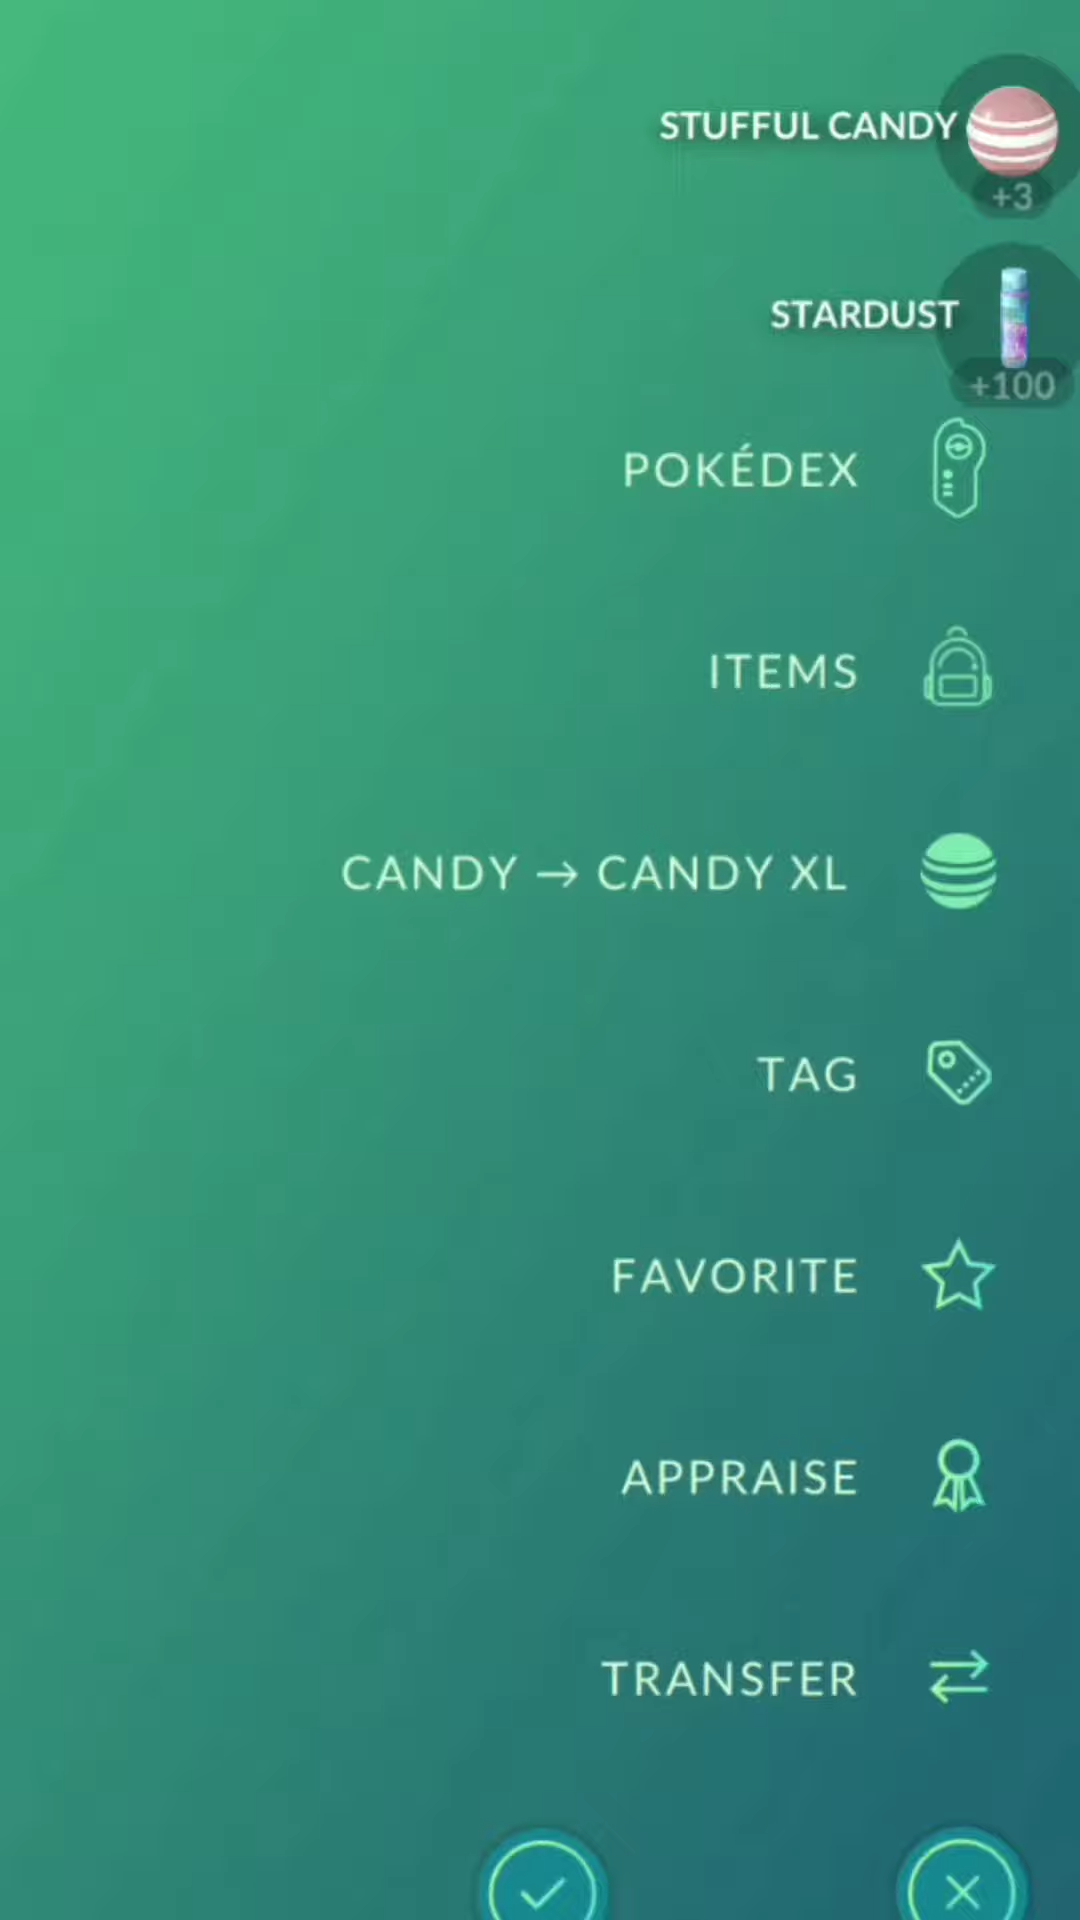 STUFFUL CANDY
+3
STARDUST
+100
POKÉDEX
ITEMS
CANDY → CANDY XL
TAG
FAVORITE
APPRAISE
TRANSFER